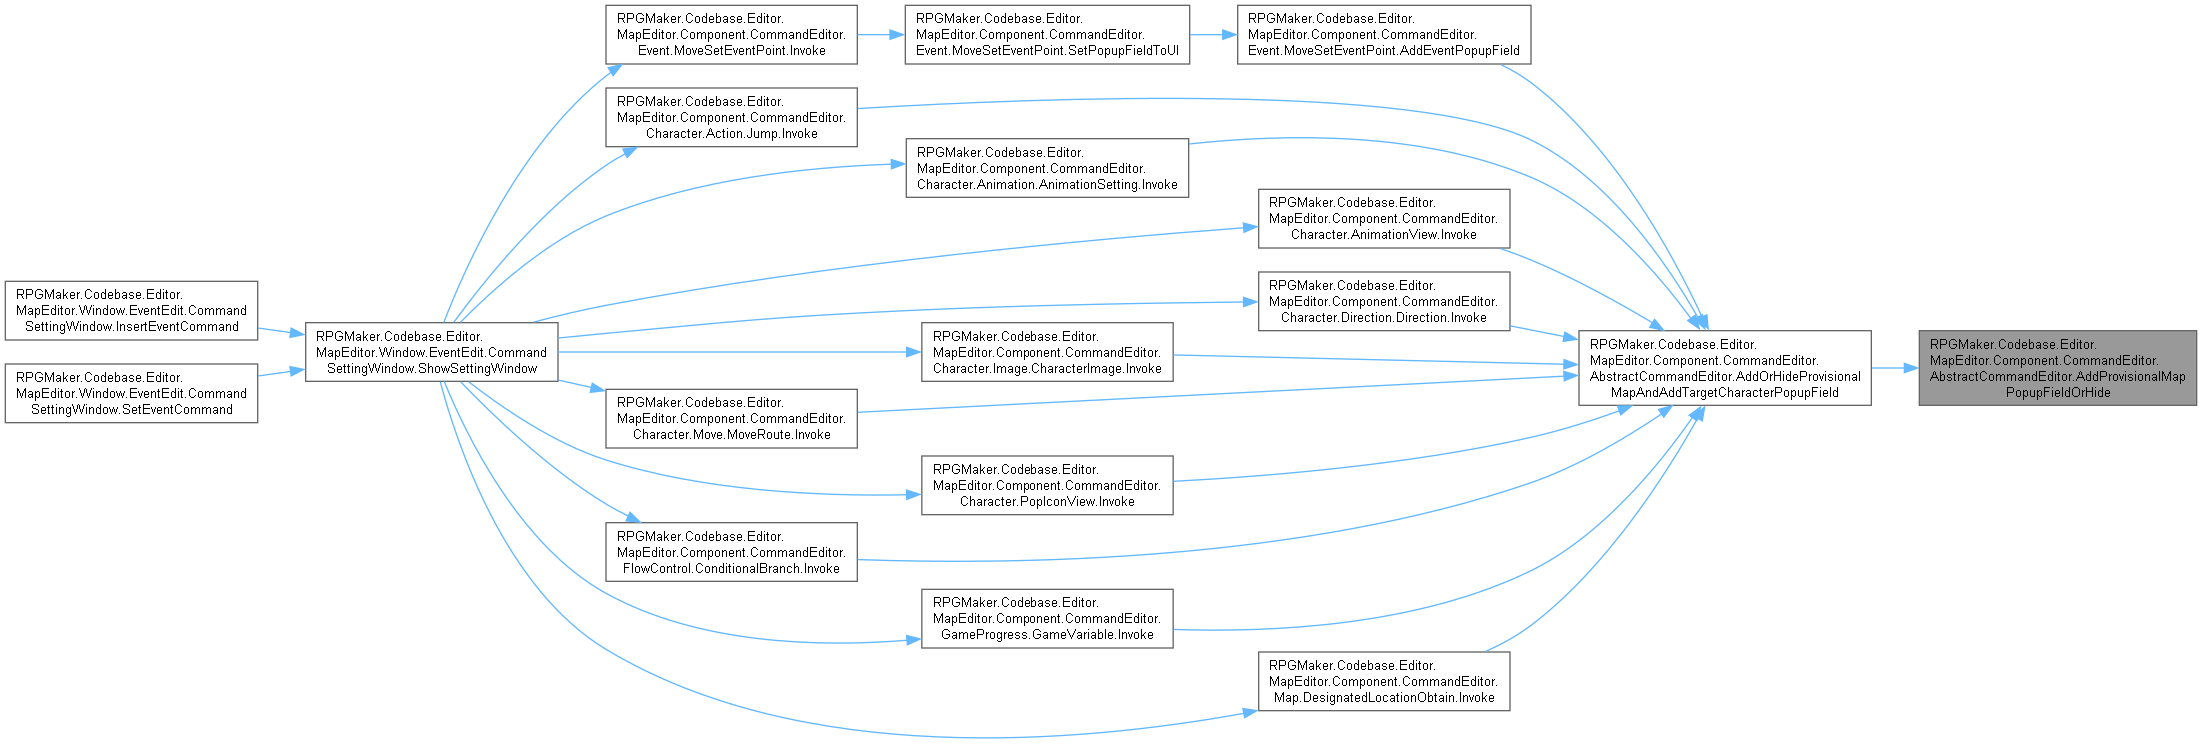 RPGMaker.Codebase.Editor.
MapEditor.Component.CommandEditor.
Event.MoveSetEventPoint.Invoke
RPGMaker.Codebase.Editor.
MapEditor.Component.CommandEditor.
Event.MoveSetEventPoint.SetPopupFieldToUI
RPGMaker.Codebase.Editor.
MapEditor.Component.CommandEditor.
Event.MoveSetEventPoint.AddEventPopupField
RPGMaker.Codebase.Editor.
MapEditor.Component.CommandEditor.
Character.Action.Jump.Invoke
RPGMaker.Codebase.Editor.
MapEditor.Component.CommandEditor.
Character.Animation.AnimationSetting.Invoke
RPGMaker.Codebase.Editor.
MapEditor.Component.CommandEditor.
Character.AnimationView.Invoke
RPGMaker.Codebase.Editor.
MapEditor.Component.CommandEditor.
Character.Direction.Direction.Invoke
RPGMaker.Codebase.Editor.
MapEditor.Window.EventEdit.Command
SettingWindow.InsertEventCommand
RPGMaker.Codebase.Editor.
MapEditor.Window.EventEdit.Command
SettingWindow.SetEventCommand
RPGMaker.Codebase.Editor.
MapEditor.Window.EventEdit.Command
SettingWindow.ShowSettingWindow
RPGMaker.Codebase.Editor.
MapEditor.Component.CommandEditor.
Character.Image.CharacterImage.Invoke
RPGMaker.Codebase.Editor.
MapEditor.Component.CommandEditor.
AbstractCommandEditor.AddOrHideProvisional
MapAndAddTargetCharacterPopupField
RPGMaker.Codebase.Editor.
MapEditor.Component.CommandEditor.
AbstractCommandEditor.AddProvisionalMap
PopupFieldOrHide
RPGMaker.Codebase.Editor.
MapEditor.Component.CommandEditor.
Character.Move.MoveRoute.Invoke
RPGMaker.Codebase.Editor.
MapEditor.Component.CommandEditor.
Character.PopIconView.Invoke
RPGMaker.Codebase.Editor.
MapEditor.Component.CommandEditor.
FlowControl.ConditionalBranch.Invoke
RPGMaker.Codebase.Editor.
MapEditor.Component.CommandEditor.
GameProgress.GameVariable.Invoke
RPGMaker.Codebase.Editor.
MapEditor.Component.CommandEditor.
Map.DesignatedLocationObtain.Invoke